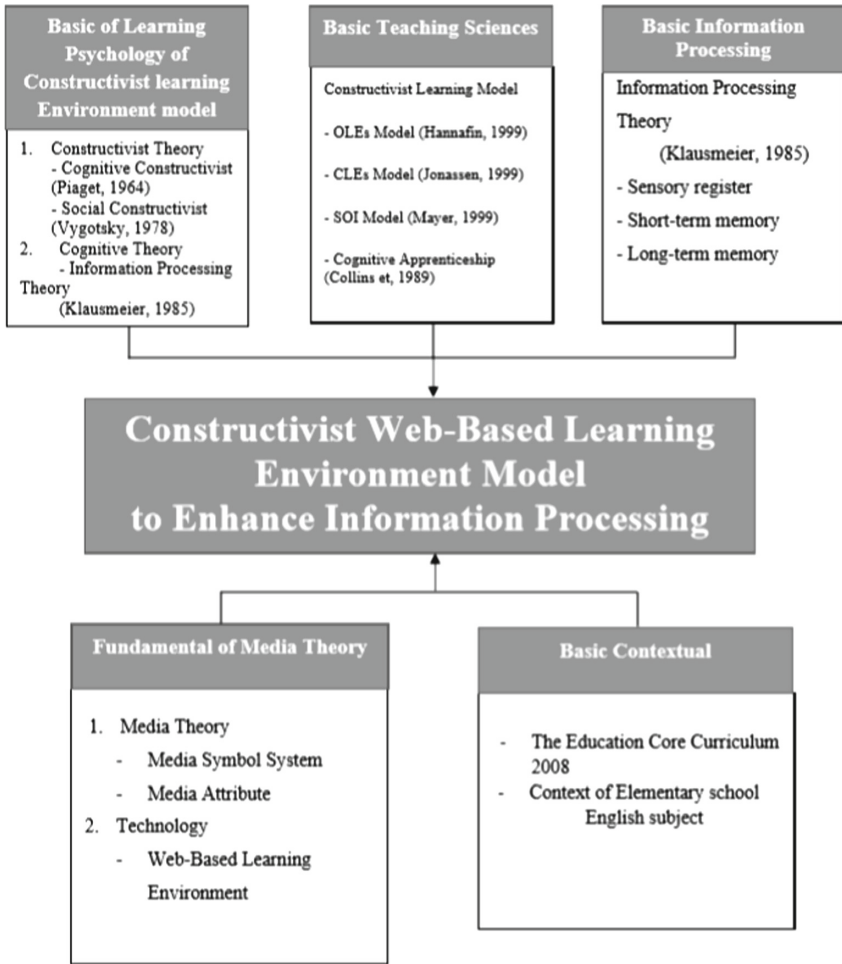 Basic of Learning
Psychology of
Constructivist learning
Environment model
1. Constructivist Theory
- Cognitive Constructivist
(Piaget, 1964)
- Social Constructivist
(Vygotsky, 1978)
2. Cognitive Theory
- Information Processing
Theory
(Klausmeier, 1985)
Basic Teaching Sciences
Constructivist Learning Model
- OLEs Model (Hannafin, 1999)
- CLEs Model (Jonassen, 1999)
- SOI Model (Mayer, 1999)
- Cognitive Apprenticeship
(Collins et, 1989)
Basic Information
Processing
Information Processing
Theory
(Klausmeier, 1985)
- Sensory register
- Short-term memory
- Long-term memory
Constructivist Web-Based Learning
Environment Model
to Enhance Information Processing
Fundamental of Media Theory
1. Media Theory
- Media Symbol System
- Media Attribute
2. Technology
- Web-Based Learning
Environment
Basic Contextual
- The Education Core Curriculum
2008
- Context of Elementary school
English subject